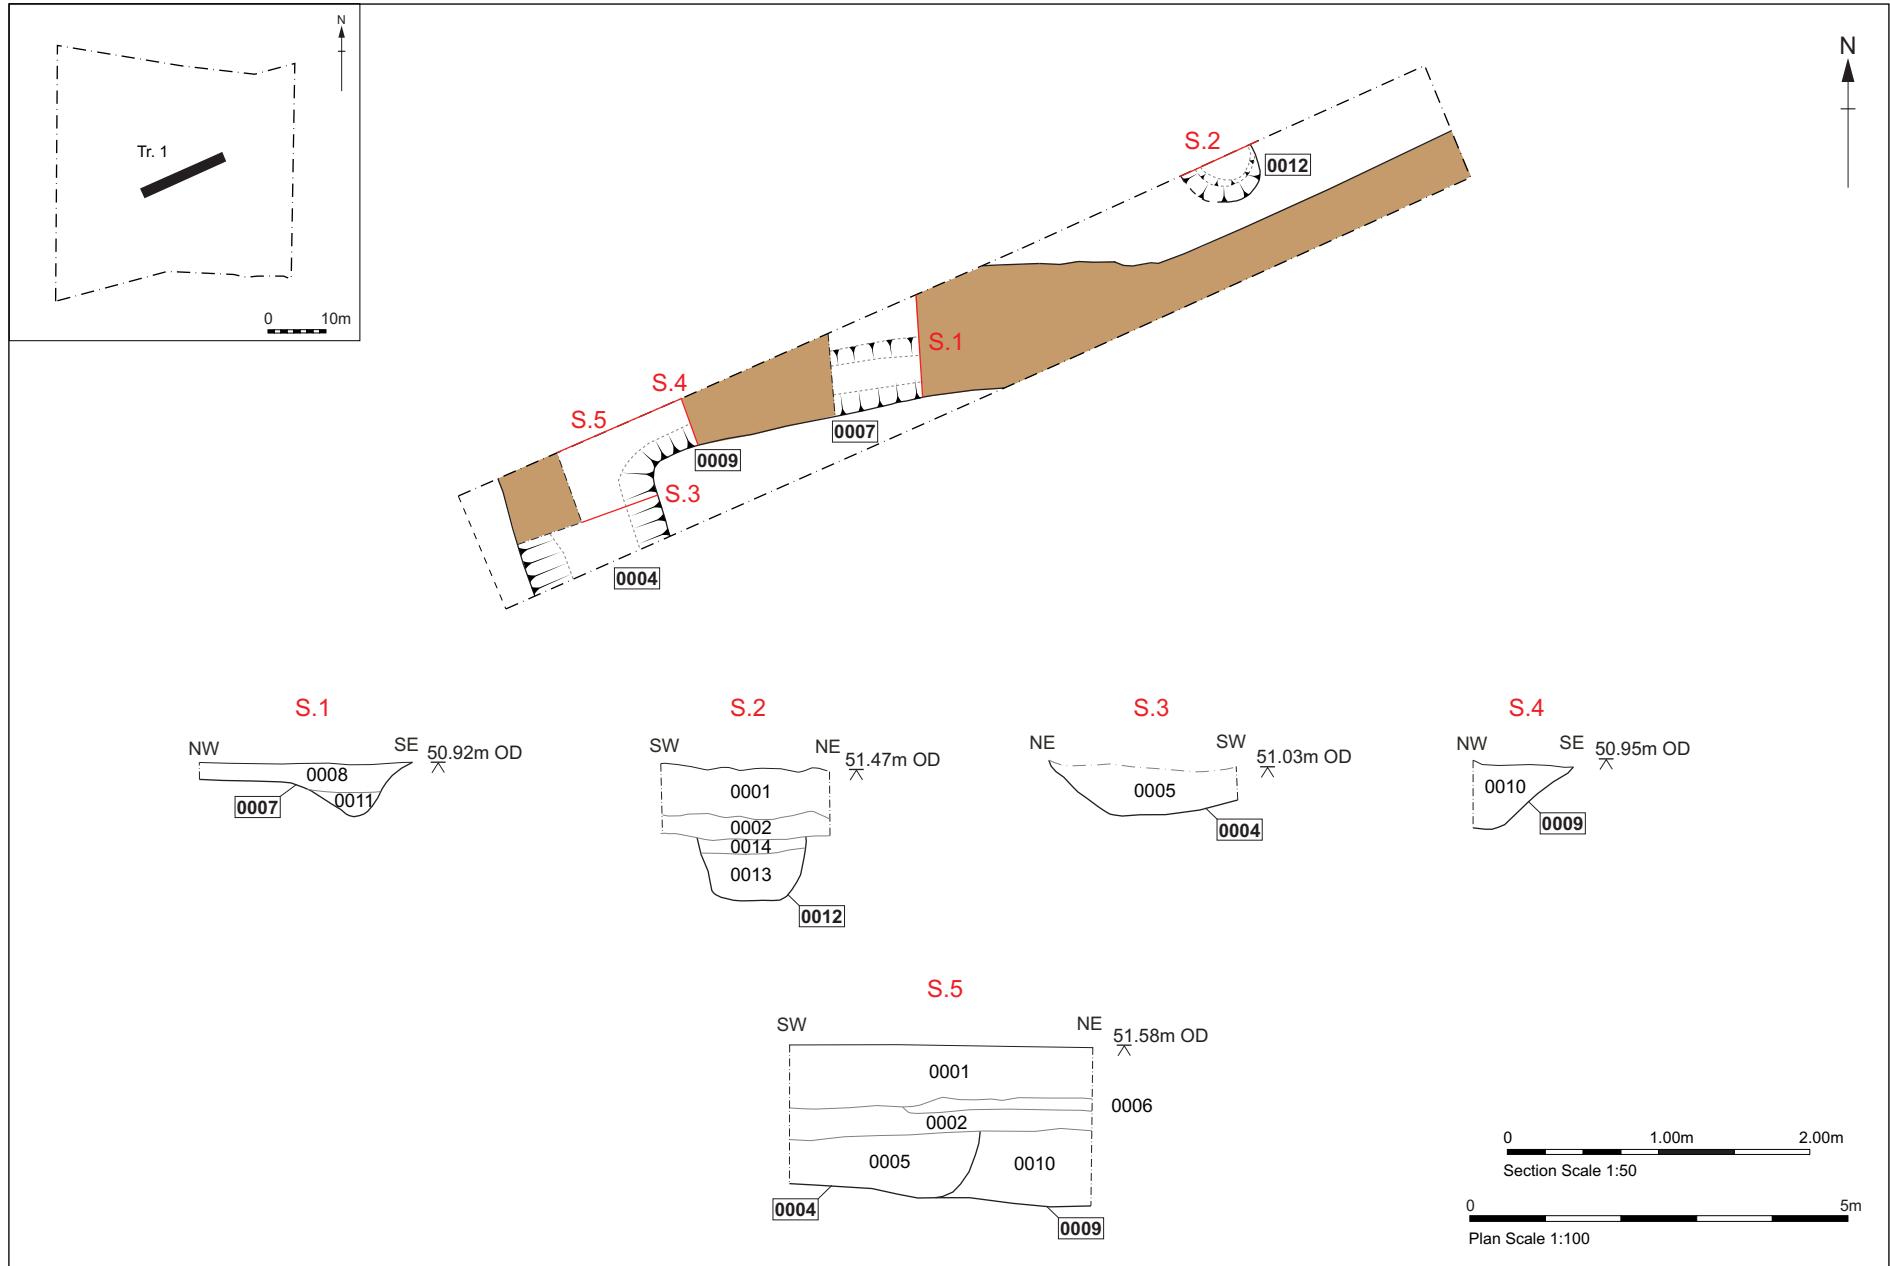 N
Tr. 1
0 10m
N
S.2
0012
S.1
S.4
S.5
0007
0009
S.3
0004
S.1
NW SE 50.92m OD
0008
0011
0007
S.2
SW NE 51.47m OD
0001
0002
0014
0013
0012
S.3
NE SW 51.03m OD
0005
0004
S.4
NW SE 50.95m OD
0010
0009
S.5
SW NE 51.58m OD
0001
0006
0002
0005 0010
0004
0009
0 1.00m 2.00m
Section Scale 1:50
0 5m
Plan Scale 1:100